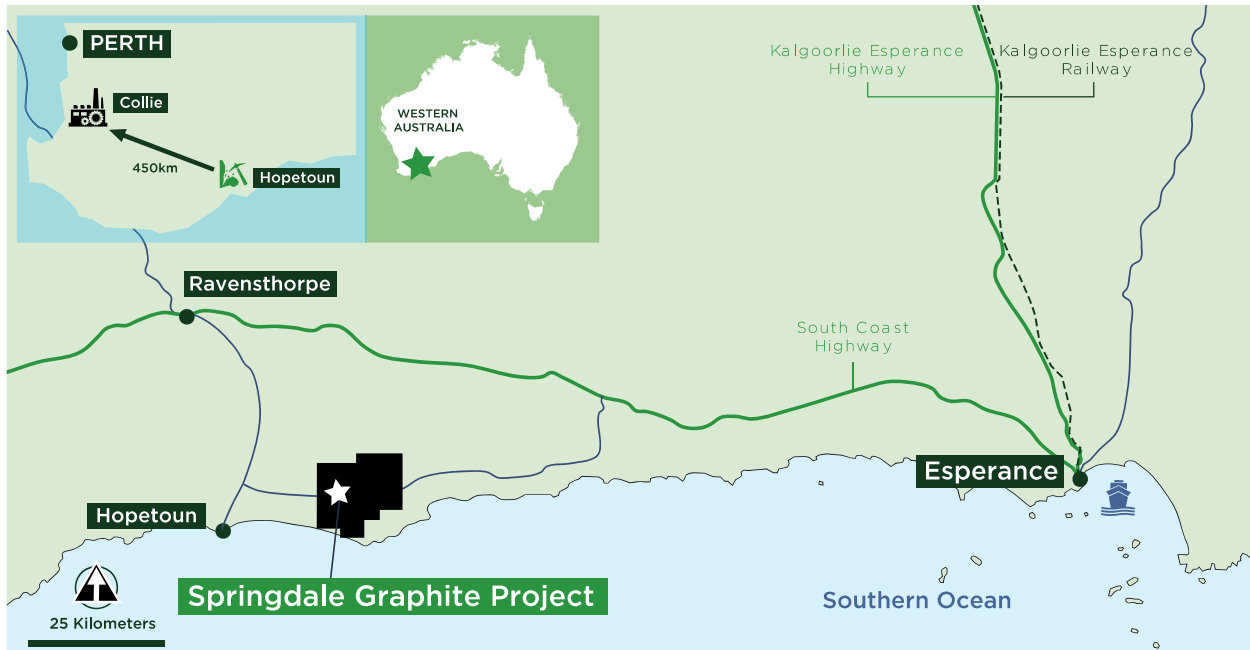 PERTH
Collie
450km
Hopetoun
WESTERN
AUSTRALIA
Kalgoorlie Esperance
Highway
Kalgoorlie Esperance
Railway
Ravensthorpe
South Coast
Highway
Esperance
Hopetoun
Springdale Graphite Project
Southern Ocean
25 Kilometers